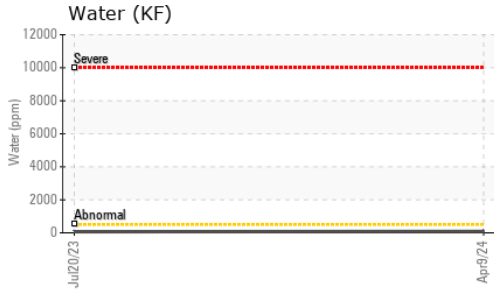 Water (KF)
12000
Severe
10000
8000
Water (ppm)
6000
4000
2000
Abnormal
0
Jul20/23
Apr9/24